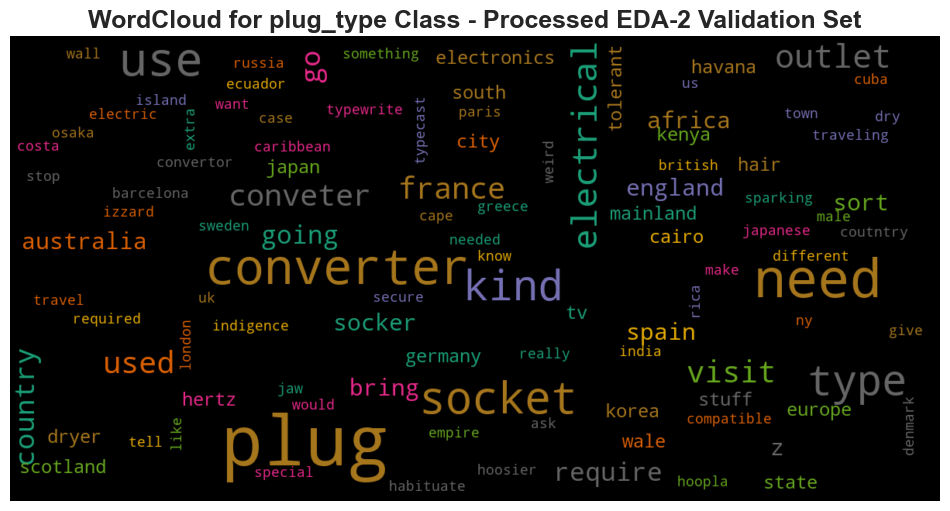 WordCloud for plug_type Class - Processed EDA-2 Validation Set
wall use russia go something electronics electrical tolerant havana outlet
ecuador us cuba
island want south
electric extra case typewrite typecast paris africa town dry
osaka city kenya traveling
costa caribbean weird
convertor japan british hair
stop
barcelona conveter france england
izzard cape greece mainland sparking sort
male
sweden going needed cairo japanese coutntry
australia
know different
converter kind make need
travel uk secure rica
required indigence socker tv ny
london spain give
country used germany really india
visit type
jaw bring socket stuff
hertz would korea compatible europe
plug ask denmark
dryer tell like empire wale
z
scotland special hoosier require
habituate hoopla state